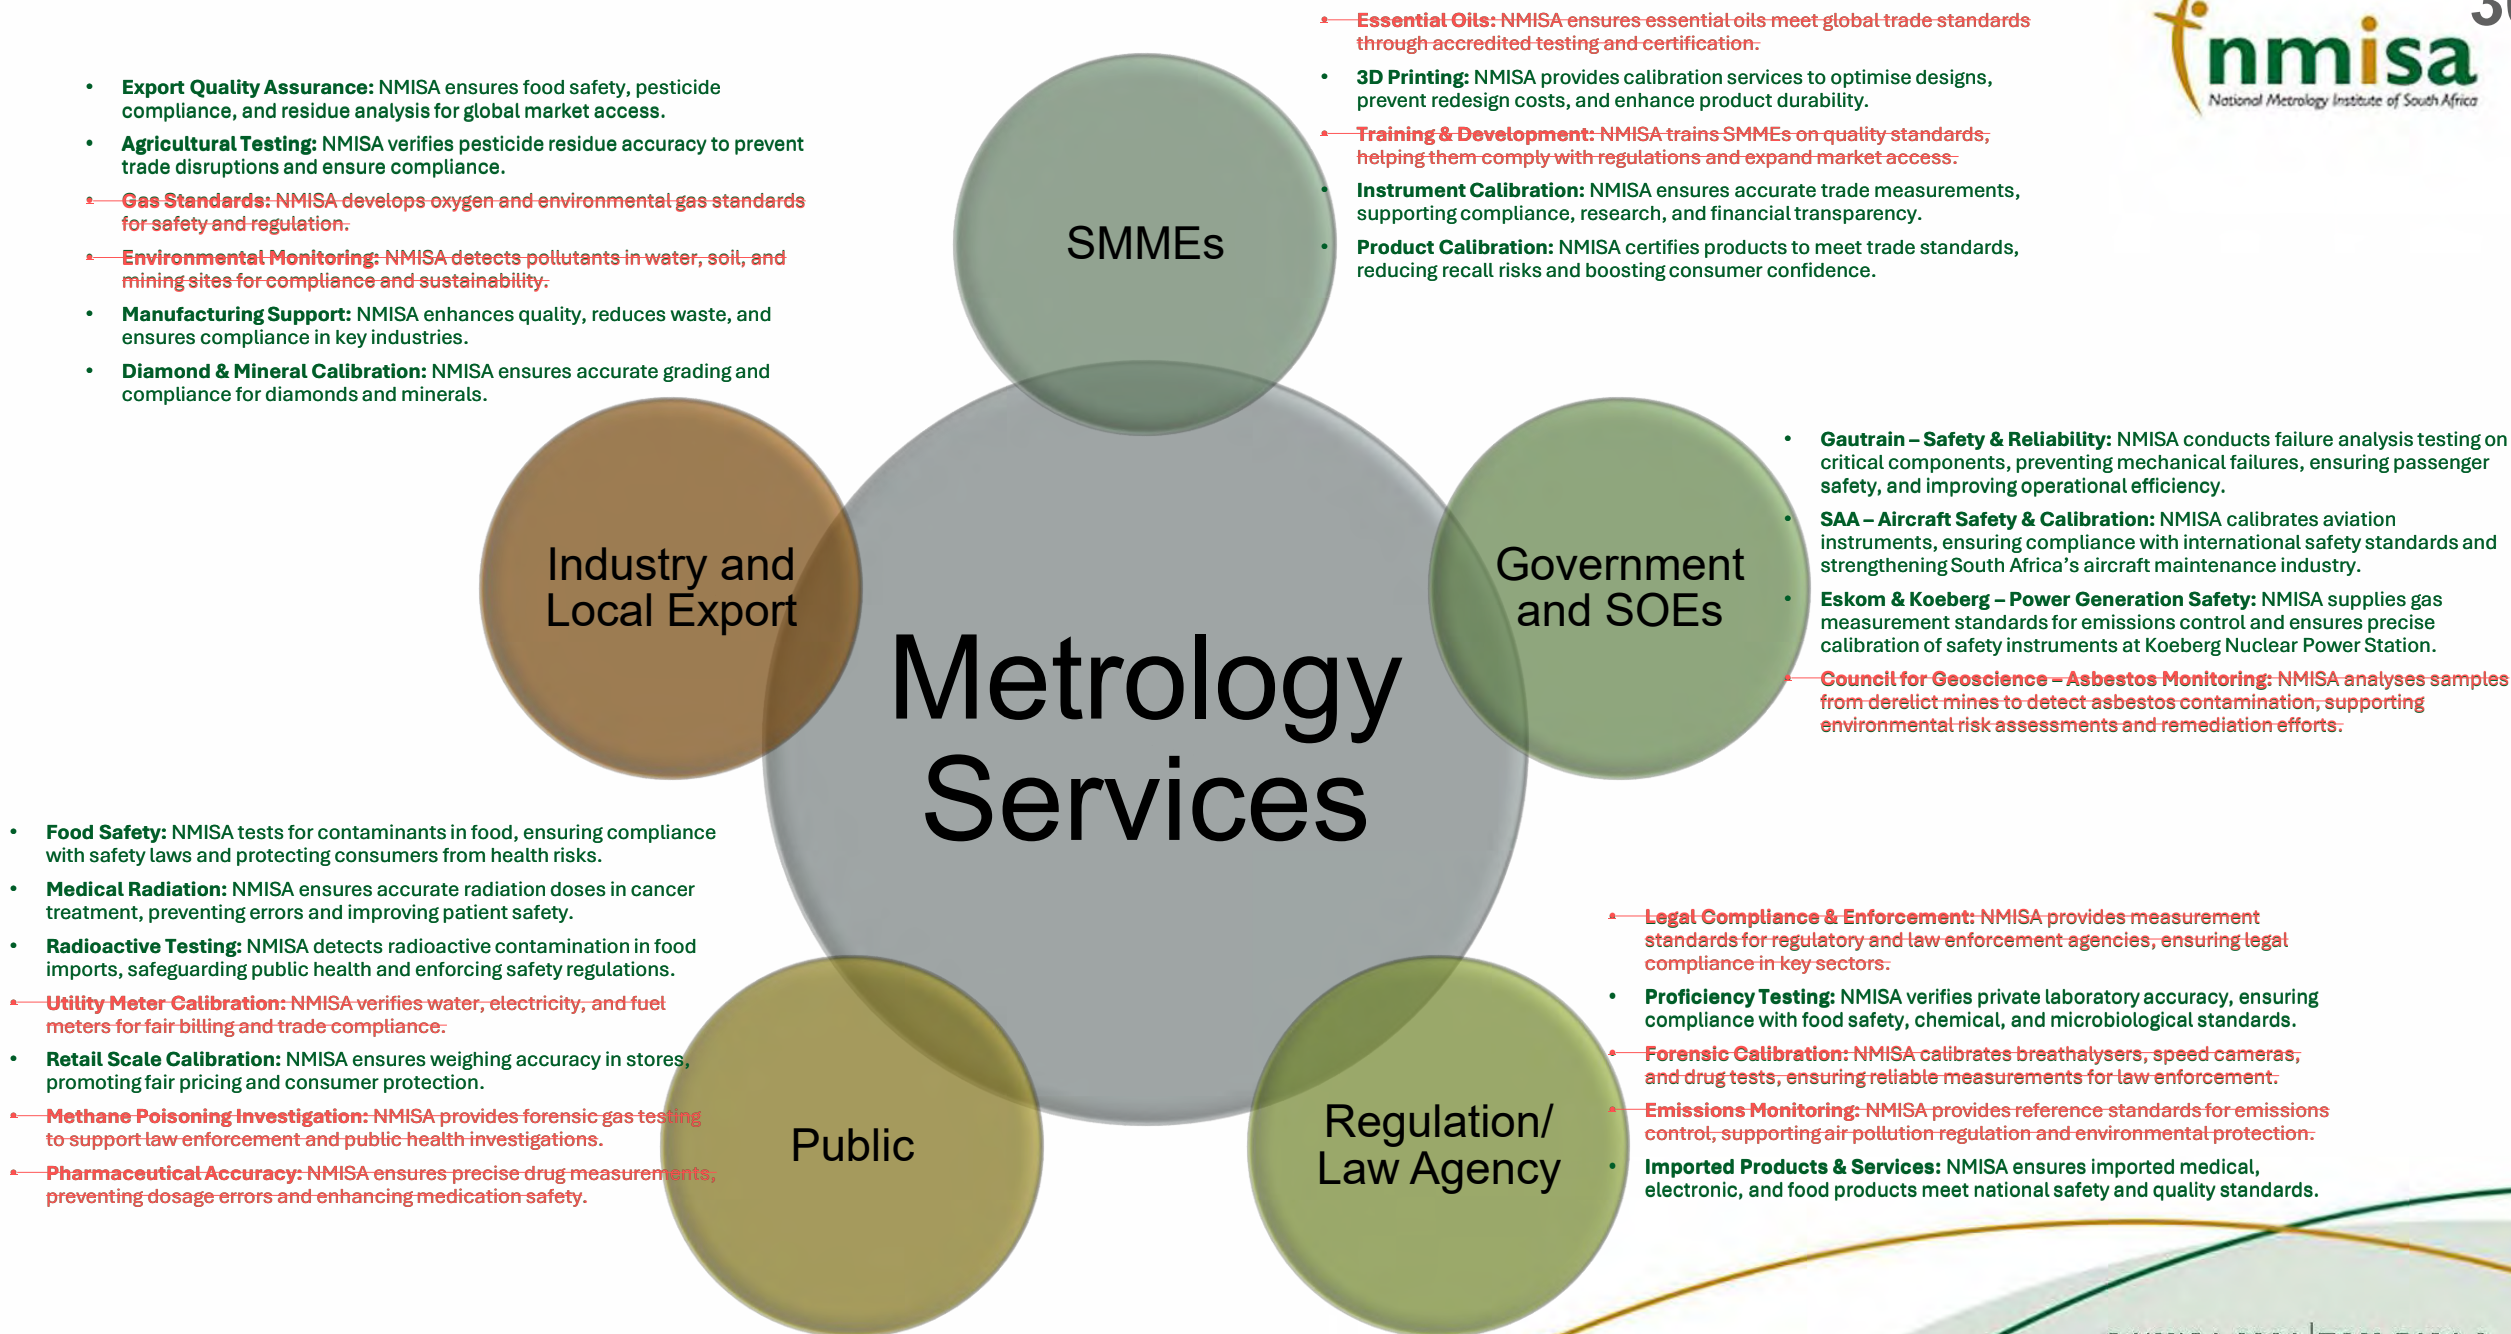 • Essential Oils: NMISA ensures essential oils meet global trade standards
through accredited testing and certification.
• 3D Printing: NMISA provides calibration services to optimise designs,
prevent redesign costs, and enhance product durability.
• Training & Development: NMISA trains SMMEs on quality standards,
helping them comply with regulations and expand market access.
• Instrument Calibration: NMISA ensures accurate trade measurements,
supporting compliance, research, and financial transparency.
• Product Calibration: NMISA certifies products to meet trade standards,
reducing recall risks and boosting consumer confidence.
nmisa
National Metrology Institute of South Africa
• Export Quality Assurance: NMISA ensures food safety, pesticide
compliance, and residue analysis for global market access.
• Agricultural Testing: NMISA verifies pesticide residue accuracy to prevent
trade disruptions and ensure compliance.
• Gas Standards: NMISA develops oxygen and environmental gas standards
for safety and regulation.
• Environmental Monitoring: NMISA detects pollutants in water, soil, and
mining sites for compliance and sustainability.
• Manufacturing Support: NMISA enhances quality, reduces waste, and
ensures compliance in key industries.
• Diamond & Mineral Calibration: NMISA ensures accurate grading and
compliance for diamonds and minerals.
SMMEs
Industry and
Local Export
Government
and SOEs
• Gautrain – Safety & Reliability: NMISA conducts failure analysis testing on
critical components, preventing mechanical failures, ensuring passenger
safety, and improving operational efficiency.
• SAA – Aircraft Safety & Calibration: NMISA calibrates aviation
instruments, ensuring compliance with international safety standards and
strengthening South Africa’s aircraft maintenance industry.
• Eskom & Koeberg – Power Generation Safety: NMISA supplies gas
measurement standards for emissions control and ensures precise
calibration of safety instruments at Koeberg Nuclear Power Station.
• Council for Geoscience – Asbestos Monitoring: NMISA analyses samples
from derelict mines to detect asbestos contamination, supporting
environmental risk assessments and remediation efforts.
Metrology
Services
• Food Safety: NMISA tests for contaminants in food, ensuring compliance
with safety laws and protecting consumers from health risks.
• Medical Radiation: NMISA ensures accurate radiation doses in cancer
treatment, preventing errors and improving patient safety.
• Radioactive Testing: NMISA detects radioactive contamination in food
imports, safeguarding public health and enforcing safety regulations.
• Utility Meter Calibration: NMISA verifies water, electricity, and fuel
meters for fair billing and trade compliance.
• Retail Scale Calibration: NMISA ensures weighing accuracy in stores,
promoting fair pricing and consumer protection.
• Methane Poisoning Investigation: NMISA provides forensic gas testing
to support law enforcement and public health investigations.
• Pharmaceutical Accuracy: NMISA ensures precise drug measurements,
preventing dosage errors and enhancing medication safety.
Public
Regulation/
Law Agency
• Legal Compliance & Enforcement: NMISA provides measurement
standards for regulatory and law enforcement agencies, ensuring legal
compliance in key sectors.
• Proficiency Testing: NMISA verifies private laboratory accuracy, ensuring
compliance with food safety, chemical, and microbiological standards.
• Forensic Calibration: NMISA calibrates breathalysers, speed cameras,
and drug tests, ensuring reliable measurements for law enforcement.
• Emissions Monitoring: NMISA provides reference standards for emissions
control, supporting air pollution regulation and environmental protection.
• Imported Products & Services: NMISA ensures imported medical,
electronic, and food products meet national safety and quality standards.